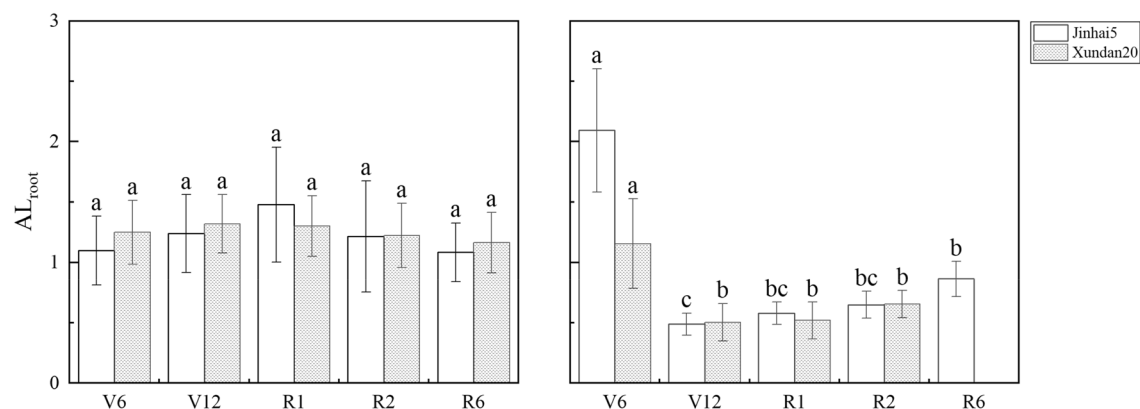 3
2
1
0
AL_root
a a a a a a a a a a
V6 V12 R1 R2 R6
a a c b bc b bc b b
V6 V12 R1 R2 R6
Jinhai5
Xundan20